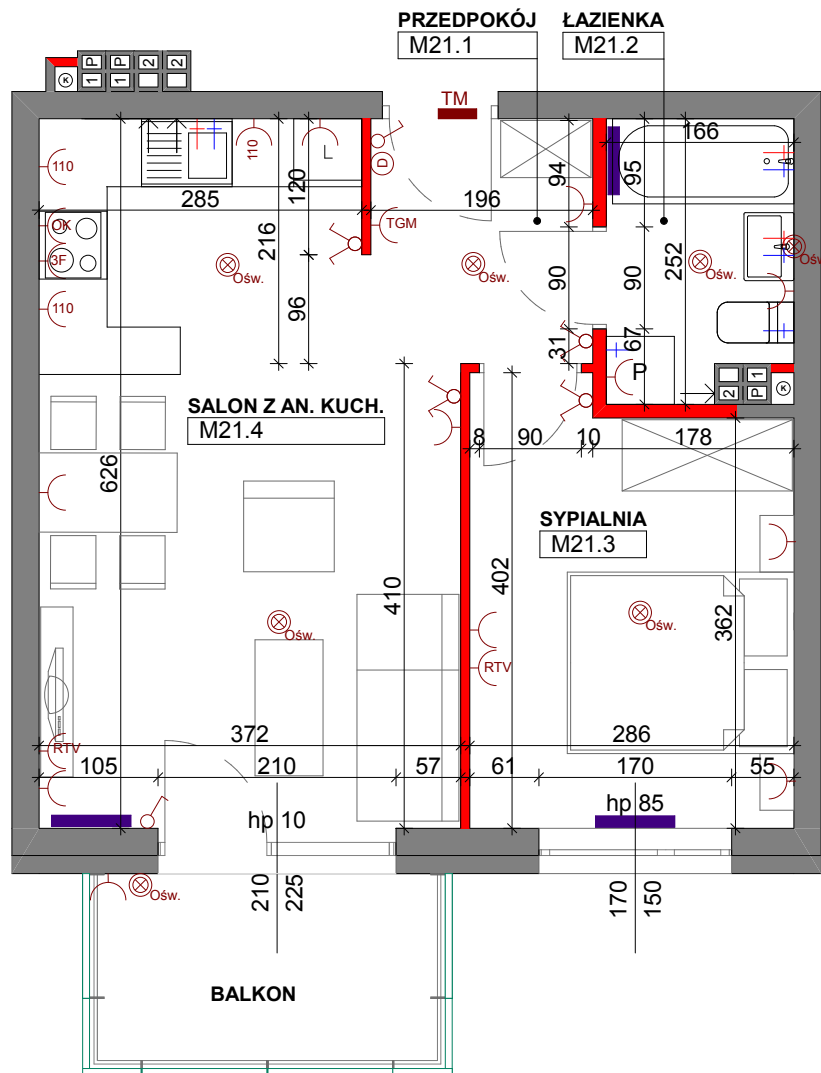 PRZEDPOKÓJ
M21.1
ŁAZIENKA
M21.2
1 P
1 P
2
2
K
TM
110
110
L
D
166
94
95
120
285
196
TGM
OK
3F
216
252
Ośw.
Ośw.
Ośw.
Ośw.
90
90
110
96
31
67
P
2
P 1
K
SALON Z AN. KUCH.
M21.4
8
90
10
178
626
SYPIALNIA
M21.3
410
402
362
Ośw.
Ośw.
RTV
372
286
RTV
105
210
57
61
170
55
hp 10
hp 85
210
225
170
150
Ośw.
BALKON